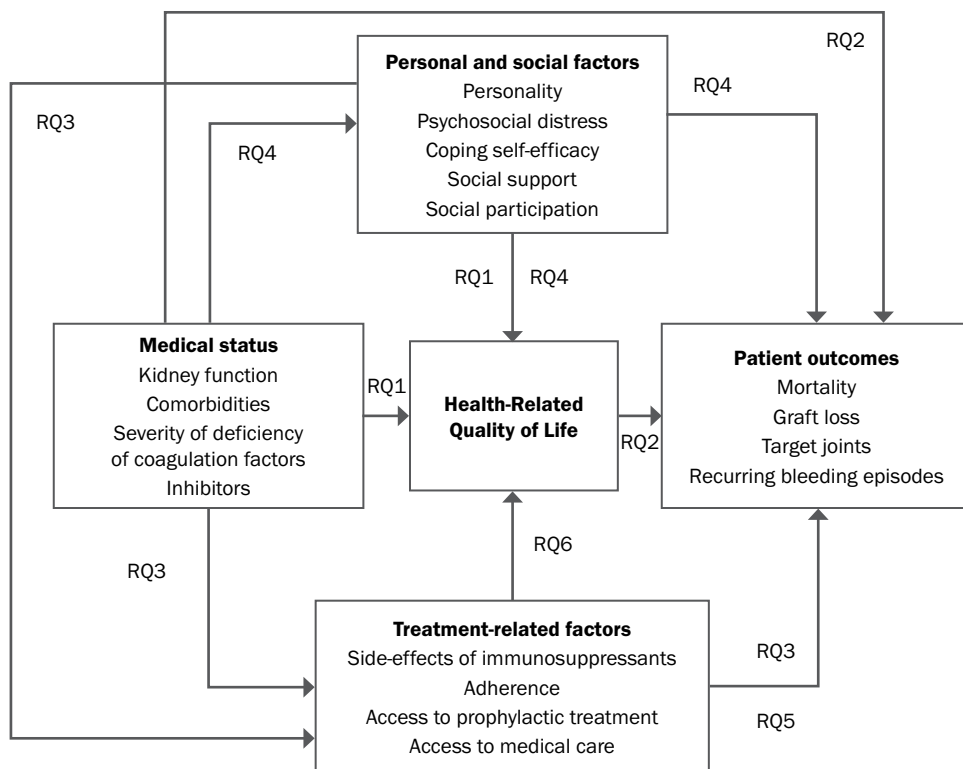 RQ2
Personal and social factors
Personality
Psychosocial distress
Coping self-efficacy
Social support
Social participation
RQ4
RQ3
RQ4
RQ1
RQ4
Medical status
Kidney function
Comorbidities
Severity of deficiency
of coagulation factors
Inhibitors
RQ1
Health-Related
Quality of Life
RQ2
Patient outcomes
Mortality
Graft loss
Target joints
Recurring bleeding episodes
RQ3
RQ6
Treatment-related factors
Side-effects of immunosuppressants
Adherence
Access to prophylactic treatment
Access to medical care
RQ3
RQ5